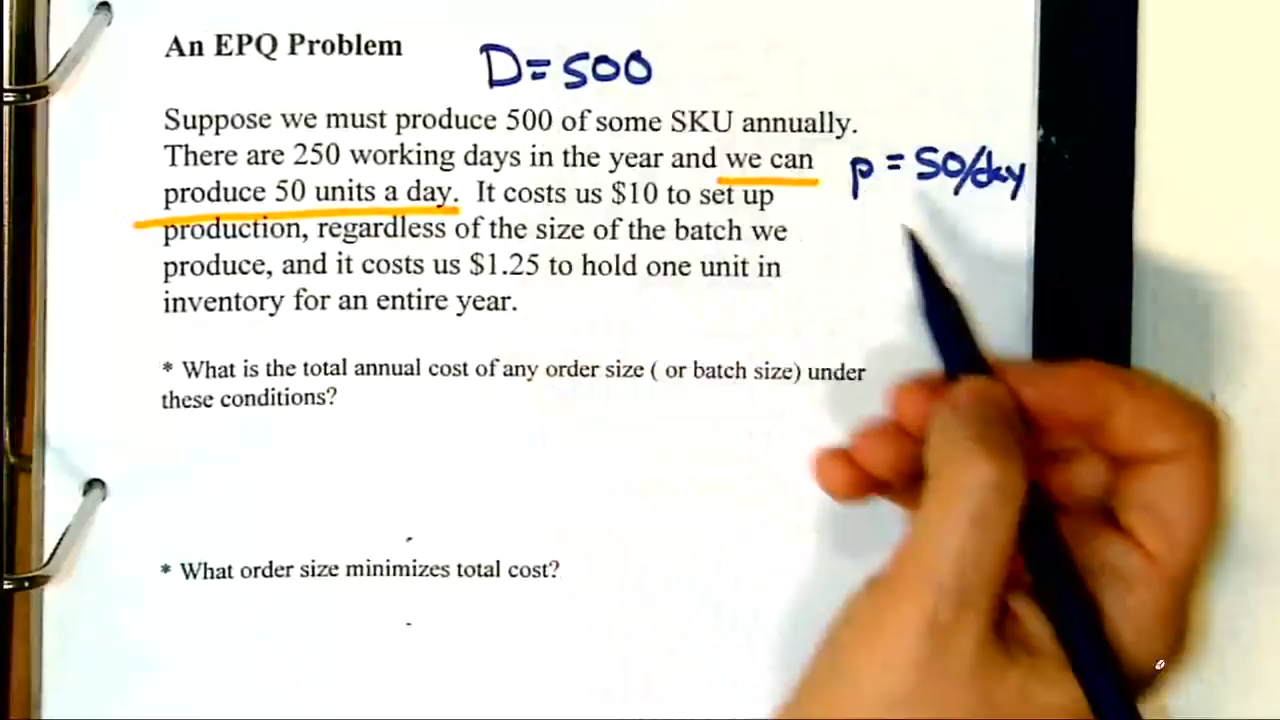 An EPQ Problem
D=500
Suppose we must produce 500 of some SKU annually.
There are 250 working days in the year and we can
p = 50/day
produce 50 units a day. It costs us $10 to set up
production, regardless of the size of the batch we
produce, and it costs us $1.25 to hold one unit in
inventory for an entire year.
* What is the total annual cost of any order size ( or batch size) under
these conditions?
* What order size minimizes total cost?